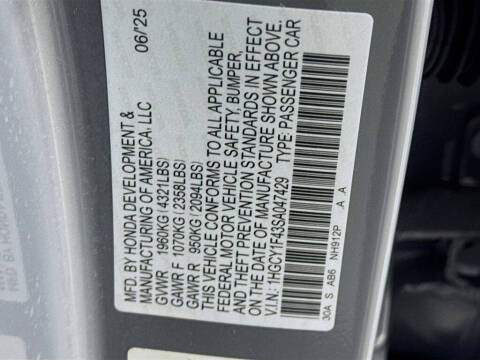 MFD. BY HONDA DEVELOPMENT & 06/'25
MANUFACTURING OF AMERICA, LLC
GVWR 1960KG (4321LBS)
GAWR F 1070KG (2358LBS)
GAWR R 950KG (2094LBS)
THIS VEHICLE CONFORMS TO ALL APPLICABLE
FEDERAL MOTOR VEHICLE SAFETY, BUMPER,
AND THEFT PREVENTION STANDARDS IN EFFECT
ON THE DATE OF MANUFACTURE SHOWN ABOVE.
V.I.N.: 1HGCY1F43SA047429 TYPE: PASSENGER CAR
30A S AB6 NH912P .A A